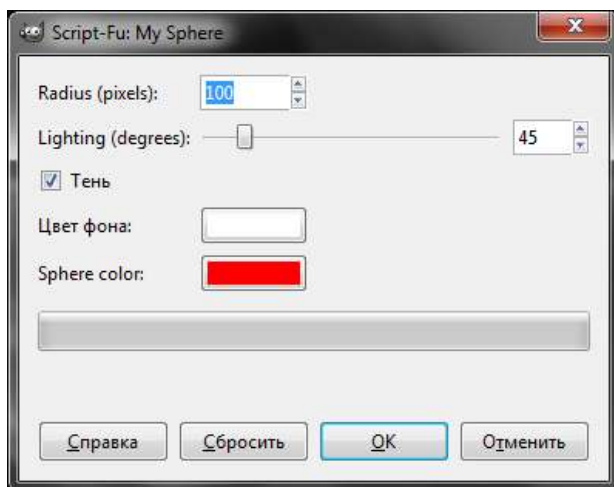 Script-Fu: My Sphere
Radius (pixels): 100
Lighting (degrees): 45
Тень
Цвет фона:
Sphere color:
Справка Сбросить OK Отменить